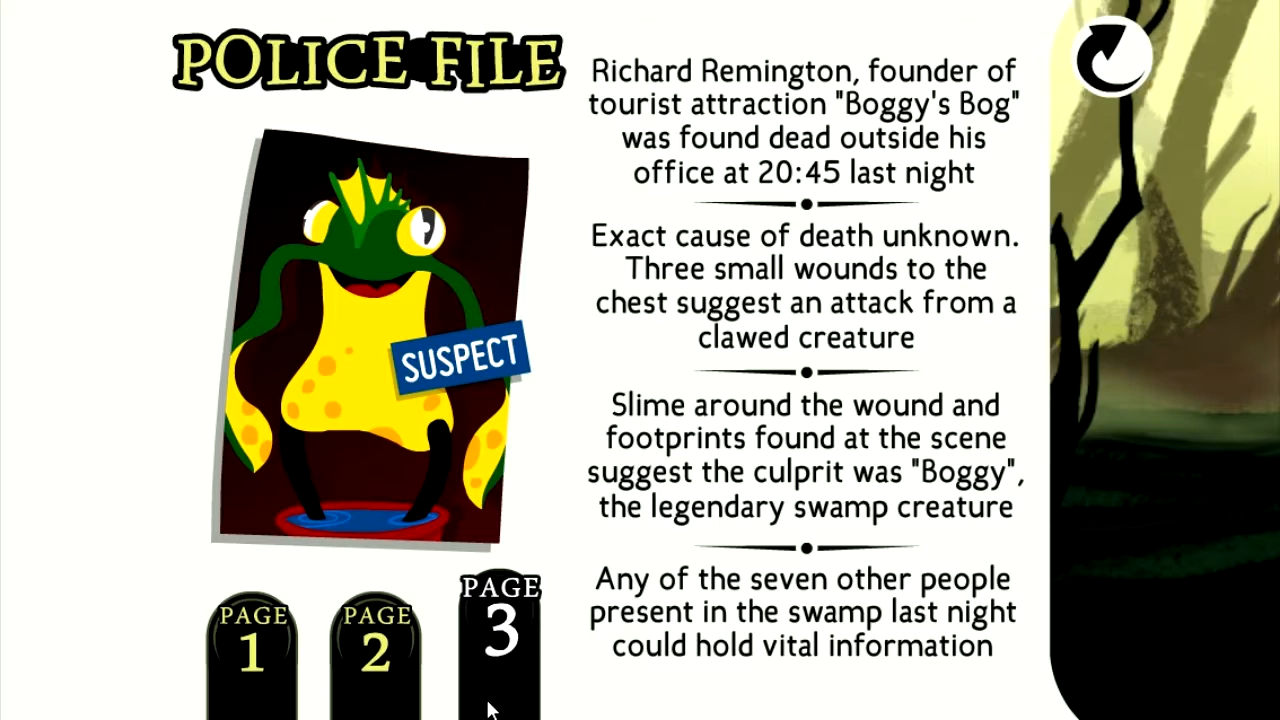 POLICE FILE
Richard Remington, founder of
tourist attraction "Boggy's Bog"
was found dead outside his
office at 20:45 last night
Exact cause of death unknown.
Three small wounds to the
chest suggest an attack from a
clawed creature
SUSPECT
Slime around the wound and
footprints found at the scene
suggest the culprit was "Boggy",
the legendary swamp creature
Any of the seven other people
present in the swamp last night
could hold vital information
PAGE
1
PAGE
2
PAGE
3